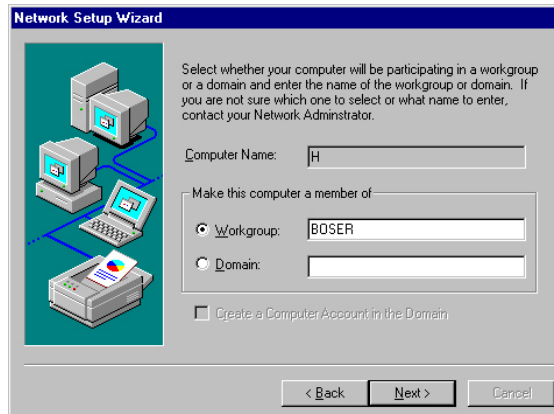 Network Setup Wizard
Select whether your computer will be participating in a workgroup
or a domain and enter the name of the workgroup or domain. If
you are not sure which one to select or what name to enter,
contact your Network Adminstrator.
Computer Name: H
Make this computer a member of
Workgroup: BOSER
Domain:
Create a Computer Account in the Domain
< Back Next > Cancel